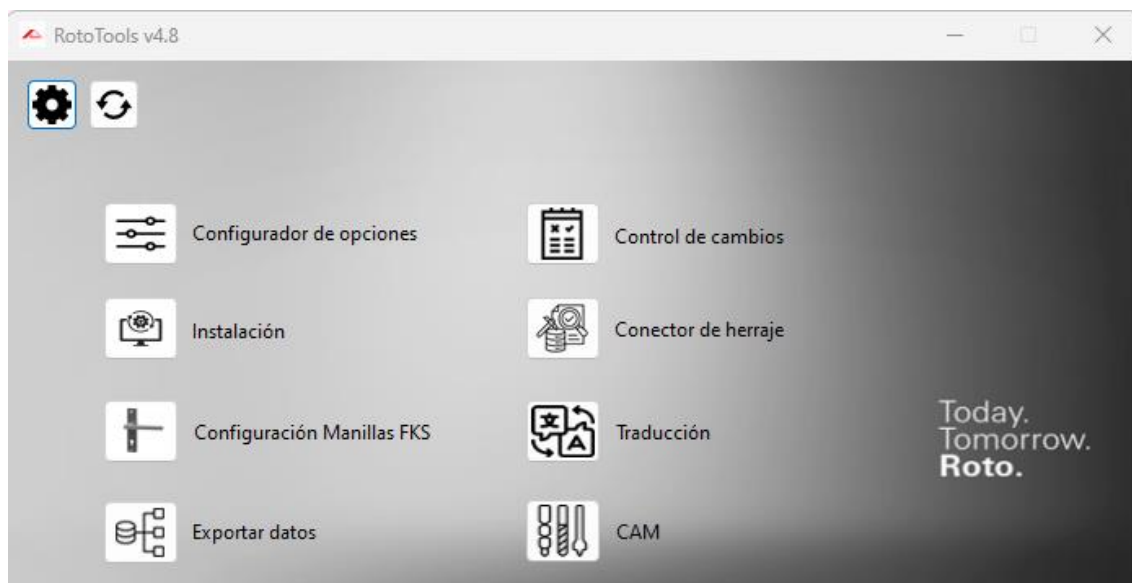 RotoTools v4.8
Configurador de opciones
Control de cambios
Instalación
Conector de herraje
Configuración Manillas FKS
Traducción
Exportar datos
CAM
Today.
Tomorrow.
Roto.